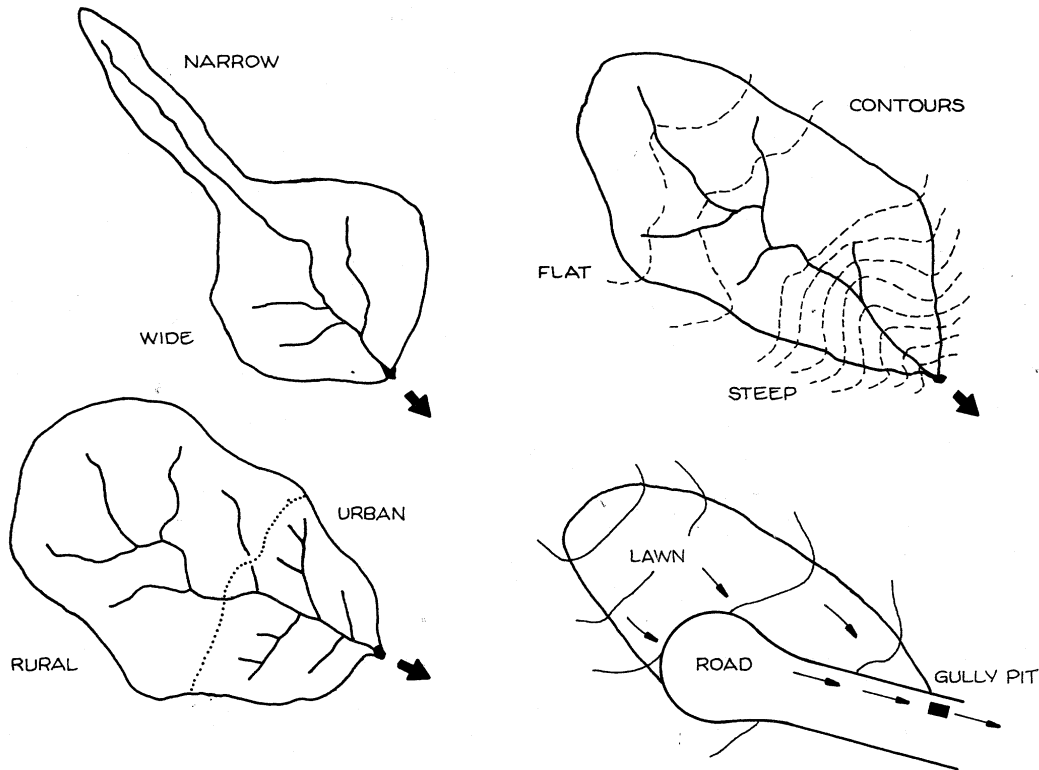 NARROW
WIDE
CONTOURS
FLAT
STEEP
URBAN
RURAL
LAWN
ROAD
GULLY PIT